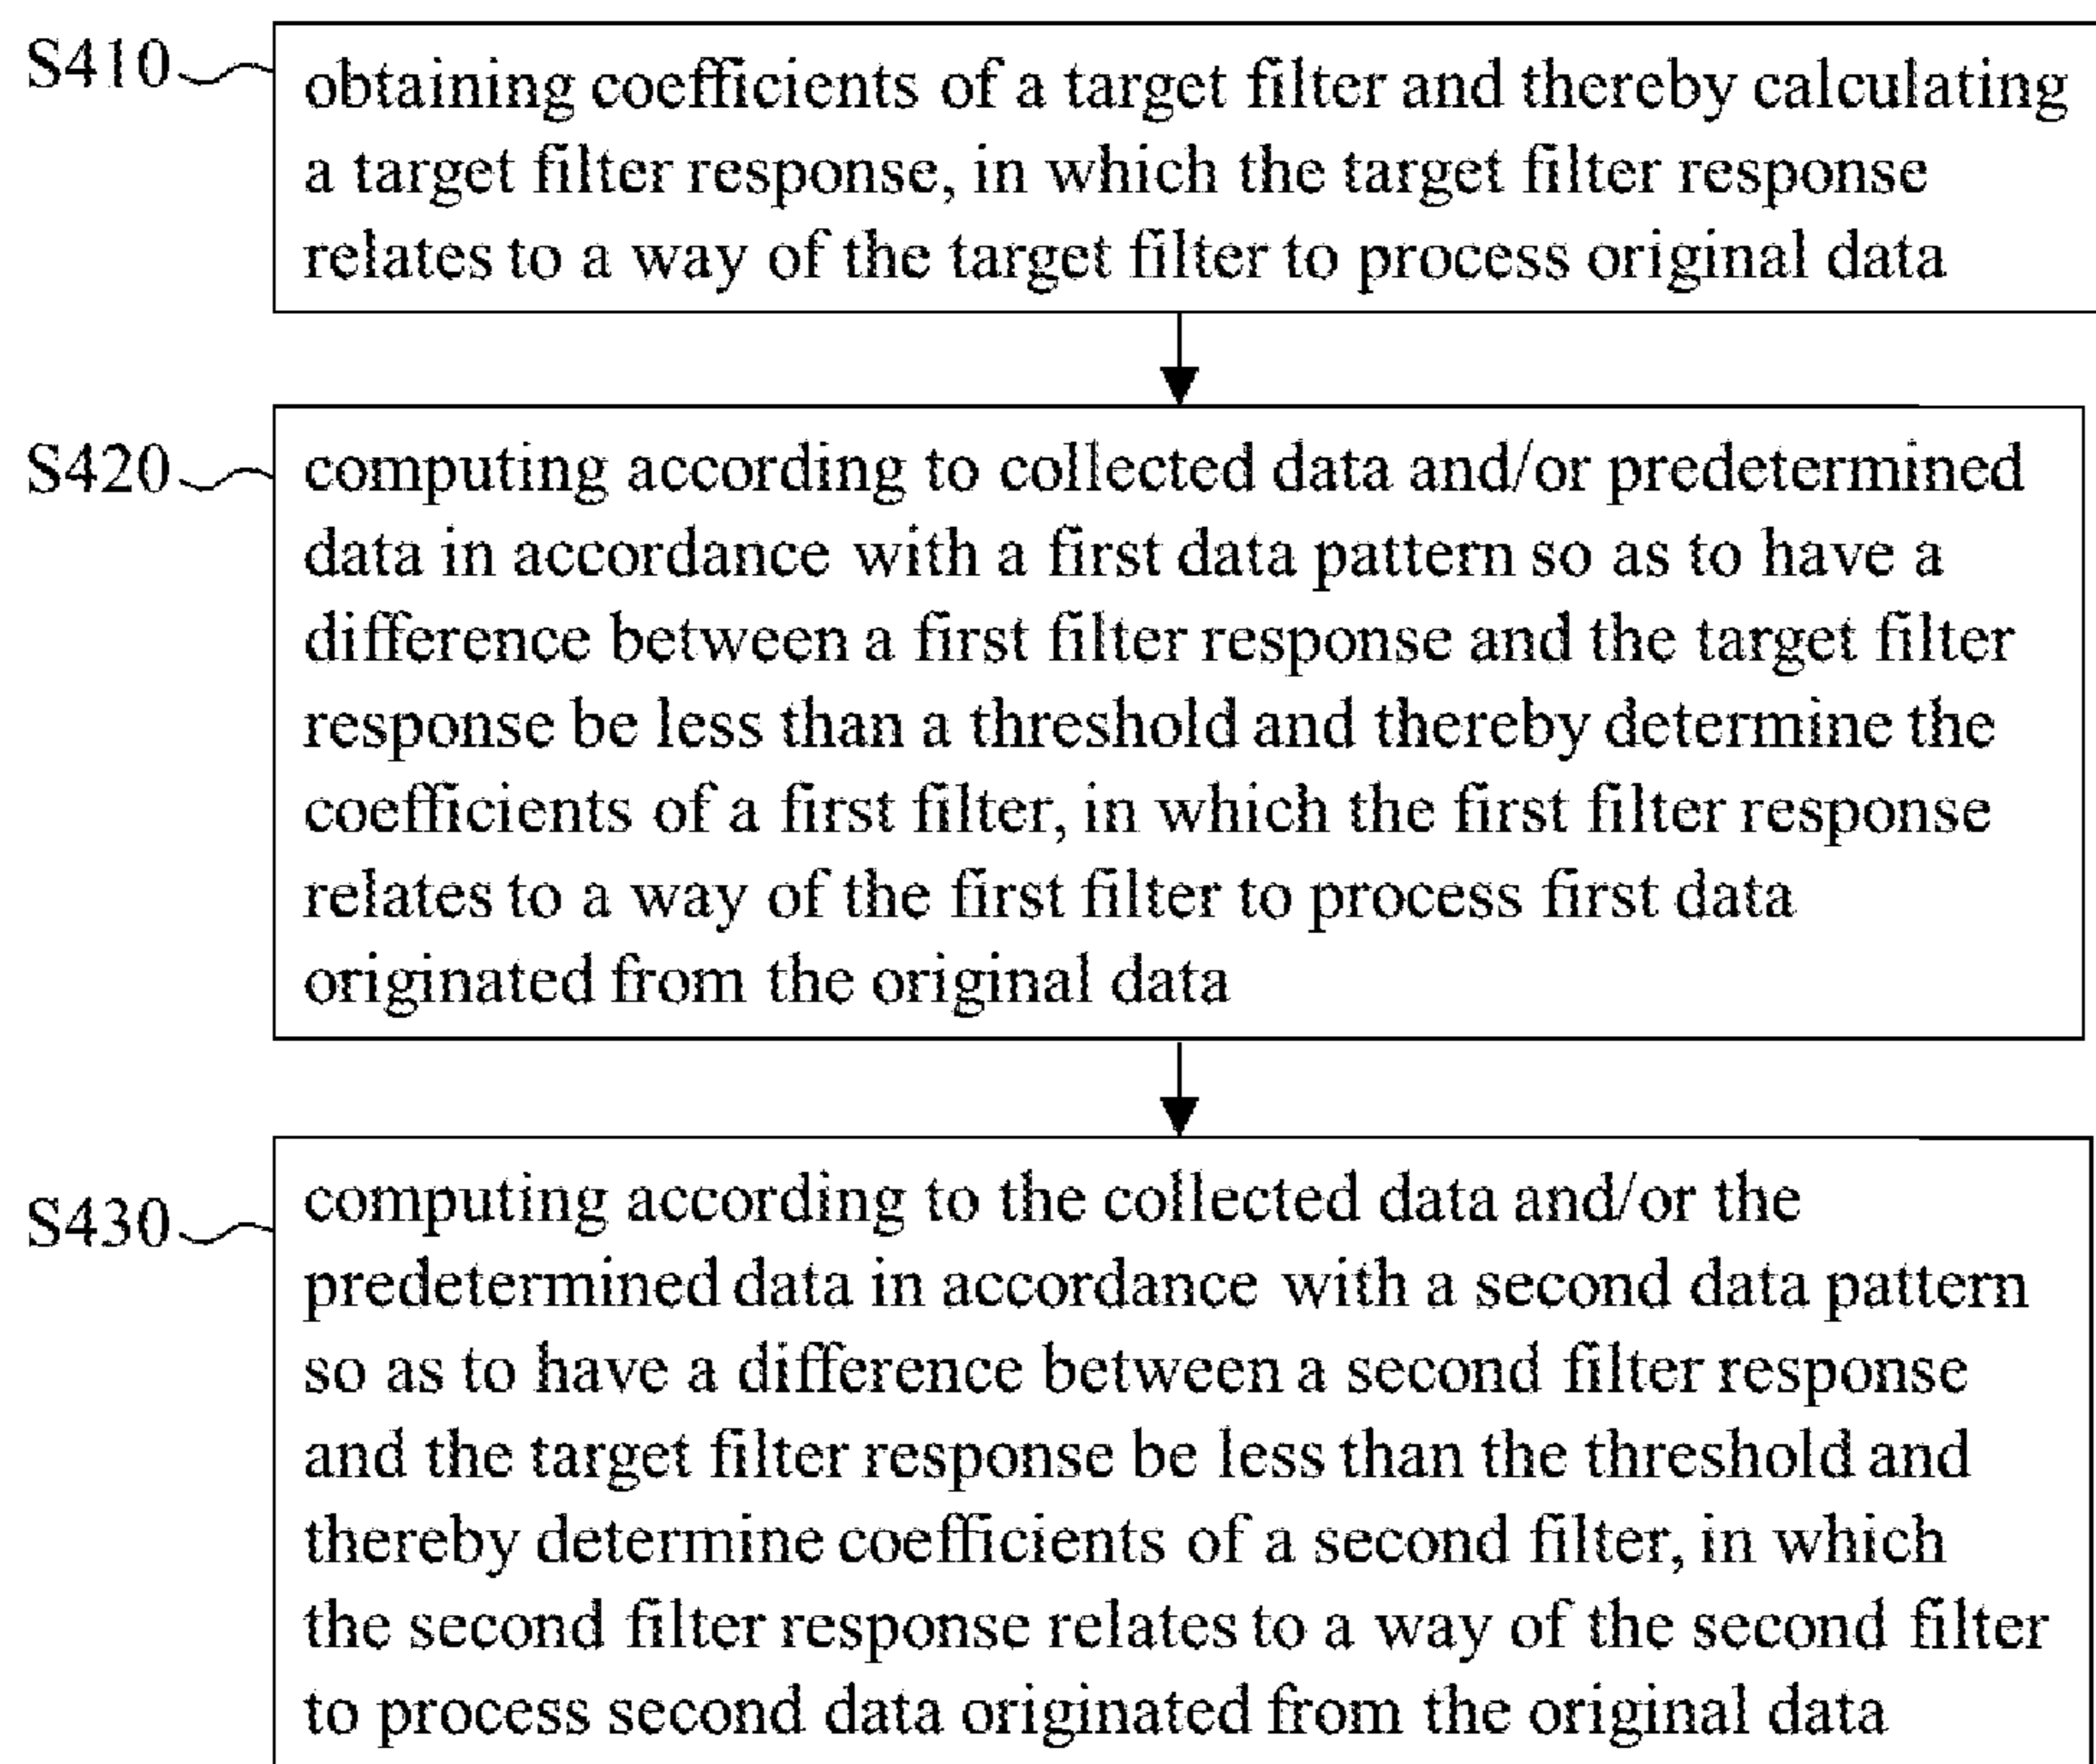 S410
obtaining coefficients of a target filter and thereby calculating
a target filter response, in which the target filter response
relates to a way of the target filter to process original data
S420
computing according to collected data and/or predetermined
data in accordance with a first data pattern so as to have a
difference between a first filter response and the target filter
response be less than a threshold and thereby determine the
coefficients of a first filter, in which the first filter response
relates to a way of the first filter to process first data
originated from the original data
S430
computing according to the collected data and/or the
predetermined data in accordance with a second data pattern
so as to have a difference between a second filter response
and the target filter response be less than the threshold and
thereby determine coefficients of a second filter, in which
the second filter response relates to a way of the second filter
to process second data originated from the original data